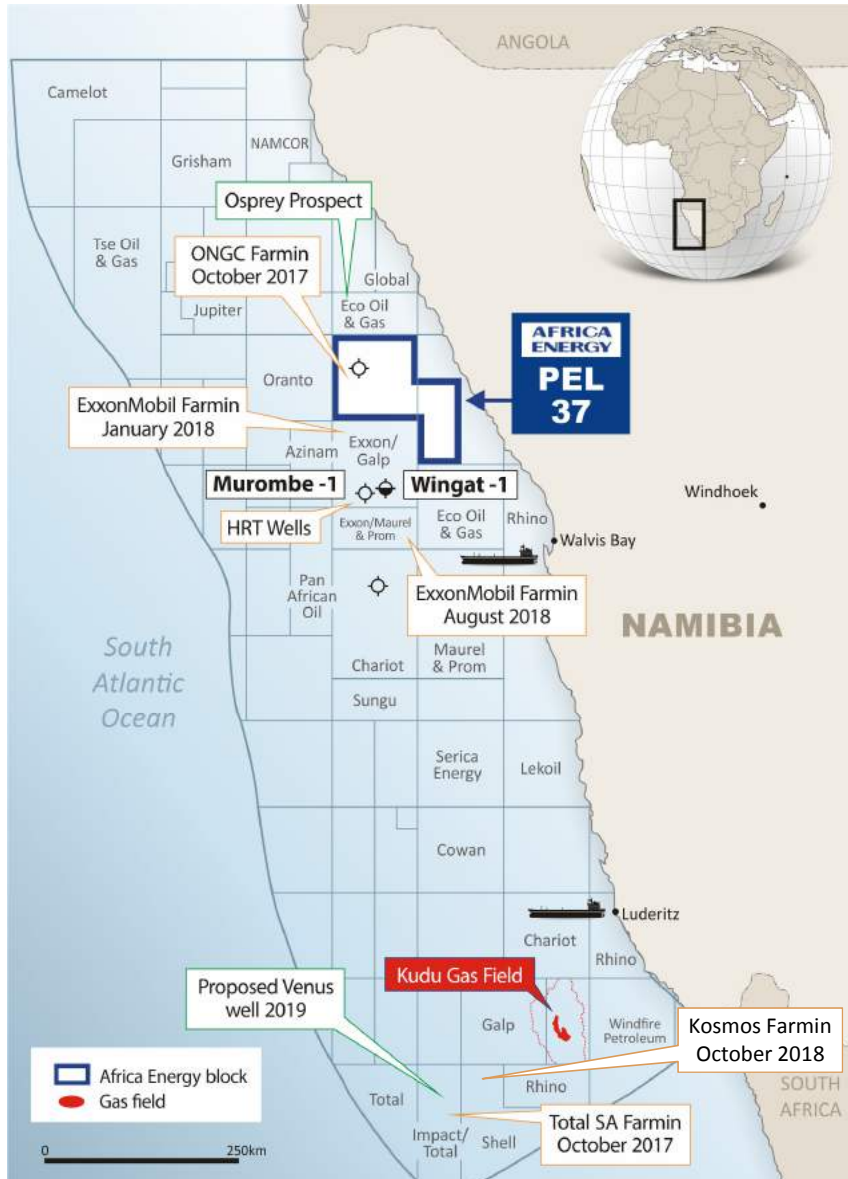 ANGOLA
Camelot
Grisham
NAMCOR
Osprey Prospect
Tse Oil
& Gas
ONGC Farmin
October 2017
Global
Jupiter
Eco Oil
& Gas
AFRICA
ENERGY
PEL
37
Oranto
ExxonMobil Farmin
January 2018
Azinam
Exxon/
Galp
Murombe -1
Wingat -1
Windhoek
HRT Wells
Exxon/Maurel
& Prom
Eco Oil
& Gas
Rhino
Walvis Bay
Pan
African
Oil
ExxonMobil Farmin
August 2018
NAMIBIA
South
Atlantic
Ocean
Chariot
Maurel
& Prom
Sungu
Serica
Energy
Lekoil
Cowan
Luderitz
Chariot
Rhino
Proposed Venus
well 2019
Kudu Gas Field
Galp
Windfire
Petroleum
Kosmos Farmin
October 2018
Africa Energy block
Gas field
0
250km
Total
Rhino
SOUTH
AFRICA
Impact/
Total
Shell
Total SA Farmin
October 2017